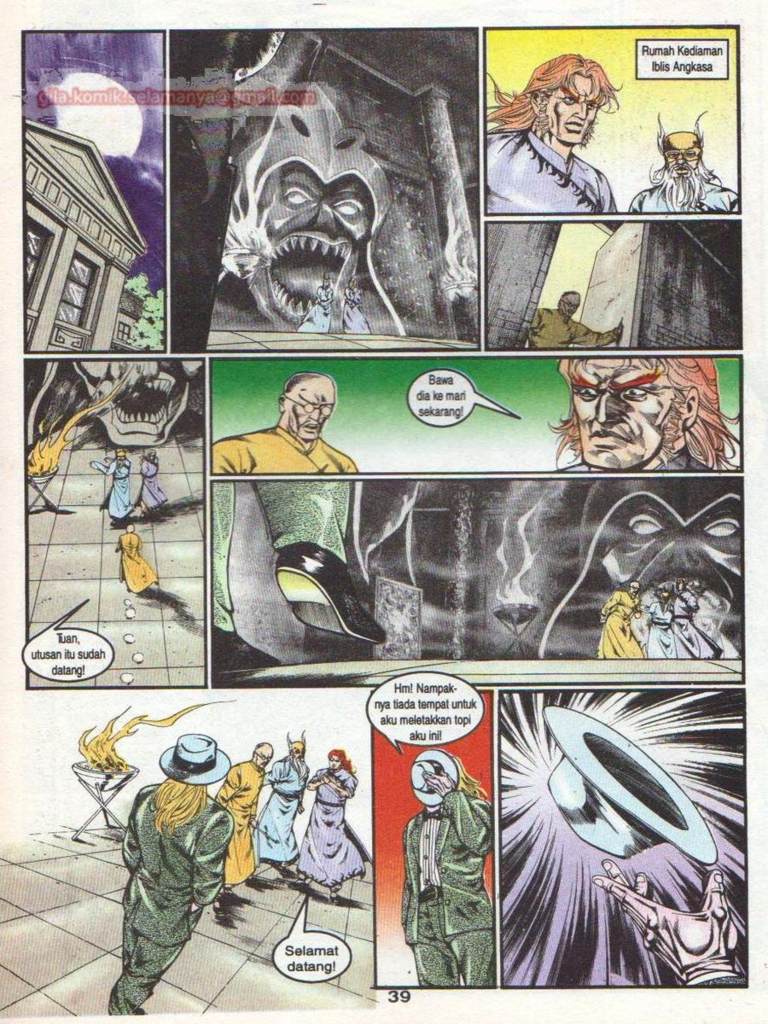 gila.komik.selamanya@gmail.com
Rumah Kediaman
Iblis Angkasa
Bawa
dia ke mari
sekarang!
Tuan,
utusan itu sudah
datang!
Hm! Nampak-
nya tiada tempat untuk
aku meletakkan topi
aku ini!
Selamat
datang!
39